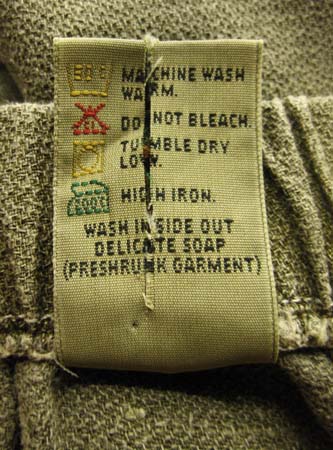 MACHINE WASH
WARM.
DO NOT BLEACH.
TUMBLE DRY
LOW.
HIGH IRON.
WASH INSIDE OUT
DELICATE SOAP
(PRESHRUNK GARMENT)